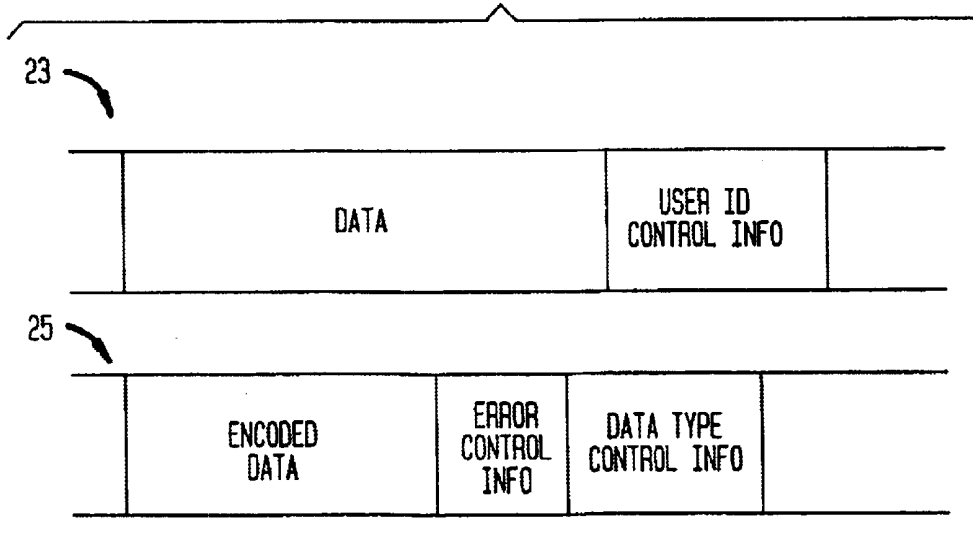 23
DATA
USER ID
CONTROL INFO
25
ENCODED
DATA
ERROR
CONTROL
INFO
DATA TYPE
CONTROL INFO